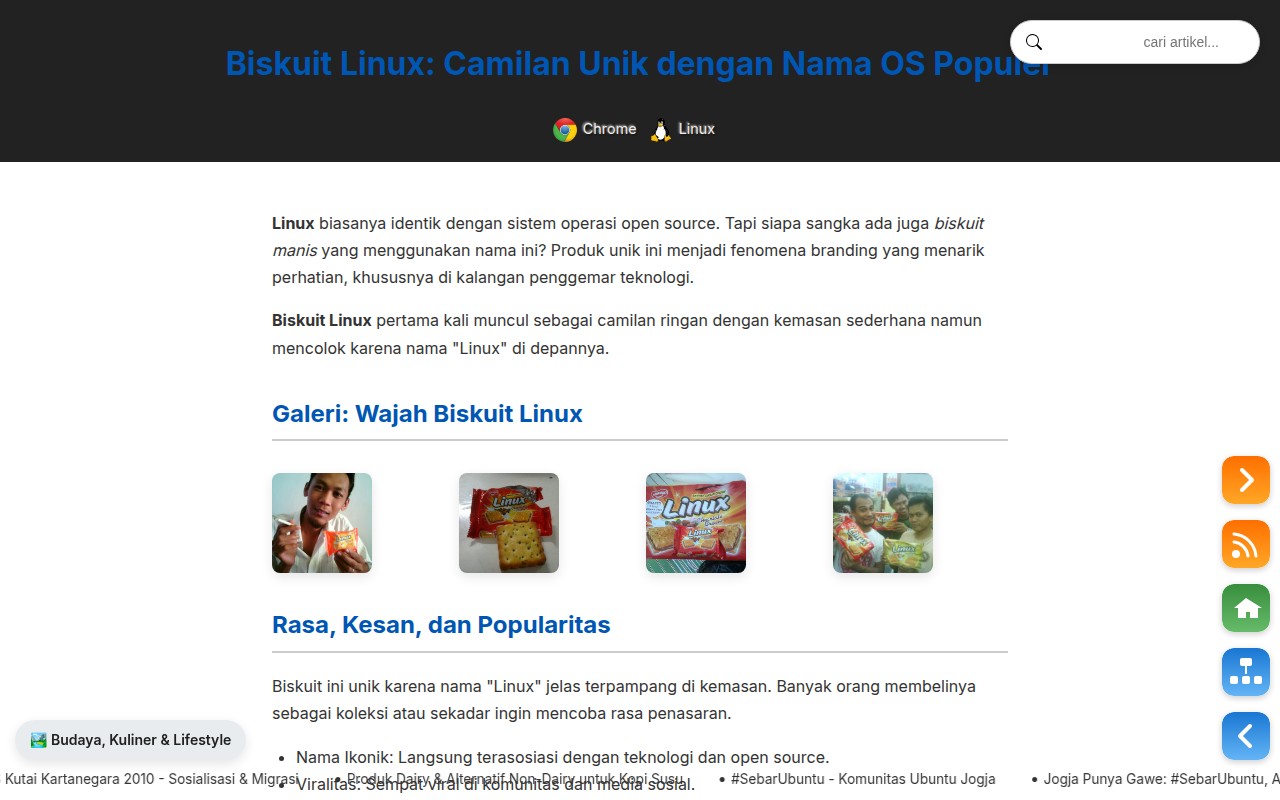 Biskuit Linux: Camilan Unik dengan Nama OS Populer
cari artikel...
Chrome Linux
Linux biasanya identik dengan sistem operasi open source. Tapi siapa sangka ada juga biskuit
manis yang menggunakan nama ini? Produk unik ini menjadi fenomena branding yang menarik
perhatian, khususnya di kalangan penggemar teknologi.
Biskuit Linux pertama kali muncul sebagai camilan ringan dengan kemasan sederhana namun
mencolok karena nama "Linux" di depannya.
Galeri: Wajah Biskuit Linux
Linux
Linux
Linux
Rasa, Kesan, dan Popularitas
Biskuit ini unik karena nama "Linux" jelas terpampang di kemasan. Banyak orang membelinya
sebagai koleksi atau sekadar ingin mencoba rasa penasaran.
🏞️ Budaya, Kuliner & Lifestyle
• Nama Ikonik: Langsung terasosiasi dengan teknologi dan open source.
• Viralitas: Sempat viral di komunitas dan media sosial.
Kutai Kartanegara 2010 - Sosialisasi & Migrasi • Produk Dairy & Alternatif Non-Dairy untuk Kopi Susu • #SebarUbuntu - Komunitas Ubuntu Jogja • Jogja Punya Gawe: #SebarUbuntu, A